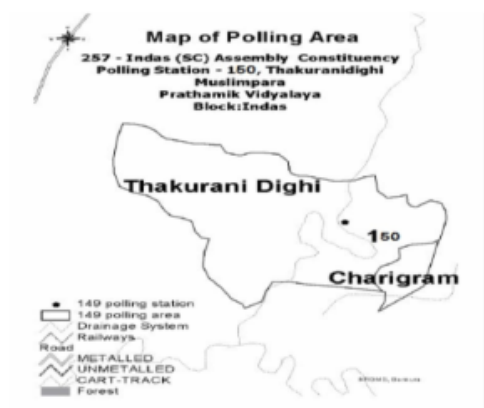 Map of Polling Area
257 - Indas (SC) Assembly Constituency
Polling Station - 150, Thakuranidighi
Muslimpara
Prathamik Vidyalaya
Block:Indas
Thakurani Dighi
150
Charigram
149 polling station
149 polling area
Drainage System
Railways
Road
METALLED
UNMETALLED
CART-TRACK
Forest